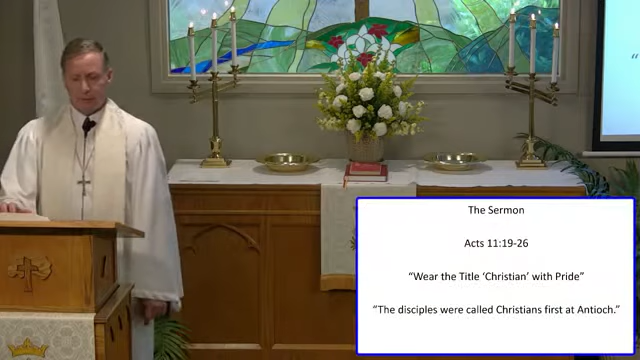 The Sermon
Acts 11:19-26
“Wear the Title ‘Christian’ with Pride”
“The disciples were called Christians first at Antioch.”